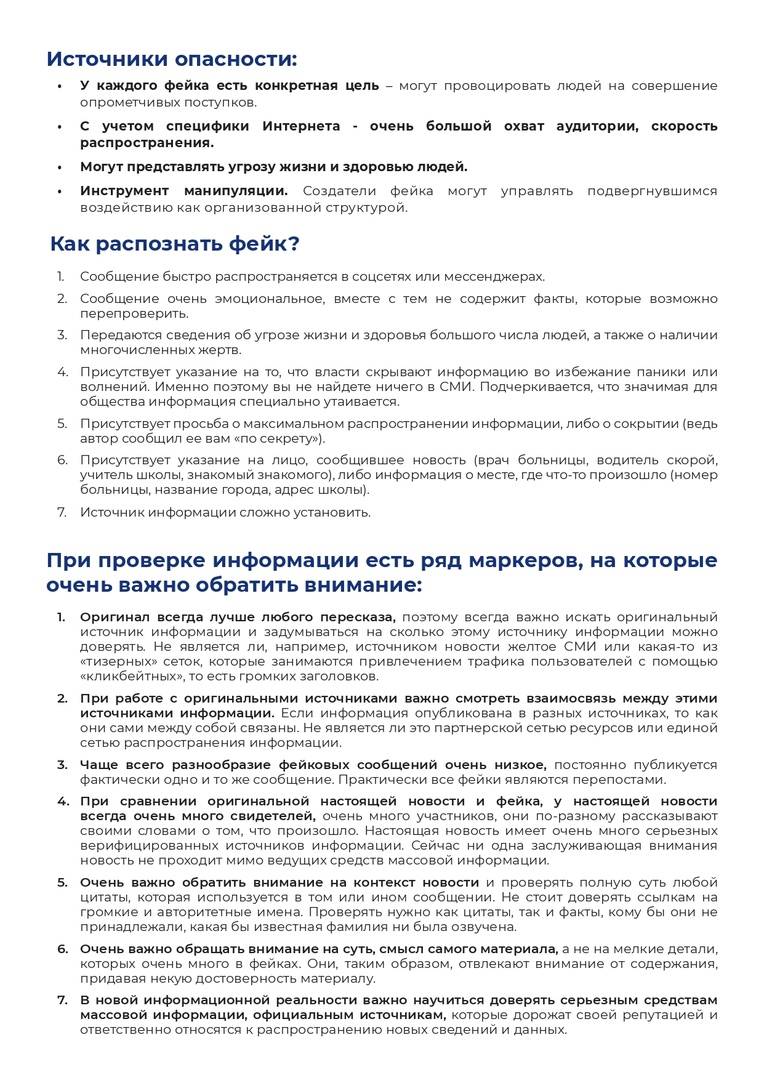 Источники опасности:
• У каждого фейка есть конкретная цель – могут провоцировать людей на совершение
опрометчивых поступков.
• С учетом специфики Интернета - очень большой охват аудитории, скорость
распространения.
• Могут представлять угрозу жизни и здоровью людей.
• Инструмент манипуляции. Создатели фейка могут управлять подвергнувшимся
воздействию как организованной структурой.
Как распознать фейк?
1. Сообщение быстро распространяется в соцсетях или мессенджерах.
2. Сообщение очень эмоциональное, вместе с тем не содержит факты, которые возможно
перепроверить.
3. Передаются сведения об угрозе жизни и здоровья большого числа людей, а также о наличии
многочисленных жертв.
4. Присутствует указание на то, что власти скрывают информацию во избежание паники или
волнений. Именно поэтому вы не найдете ничего в СМИ. Подчеркивается, что значимая для
общества информация специально утаивается.
5. Присутствует просьба о максимальном распространении информации, либо о сокрытии (ведь
автор сообщил ее вам «по секрету»).
6. Присутствует указание на лицо, сообщившее новость (врач больницы, водитель скорой,
учитель школы, знакомый знакомого), либо информация о месте, где что-то произошло (номер
больницы, название города, адрес школы).
7. Источник информации сложно установить.
При проверке информации есть ряд маркеров, на которые
очень важно обратить внимание:
1. Оригинал всегда лучше любого пересказа, поэтому всегда важно искать оригинальный
источник информации и задумываться на сколько этому источнику информации можно
доверять. Не является ли, например, источником новости желтое СМИ или какая-то из
«тизерных» сеток, которые занимаются привлечением трафика пользователей с помощью
«кликбейтных», то есть громких заголовков.
2. При работе с оригинальными источниками важно смотреть взаимосвязь между этими
источниками информации. Если информация опубликована в разных источниках, то как
они сами между собой связаны. Не является ли это партнерской сетью ресурсов или единой
сетью распространения информации.
3. Чаще всего разнообразие фейковых сообщений очень низкое, постоянно публикуется
фактически одно и то же сообщение. Практически все фейки являются перепостами.
4. При сравнении оригинальной настоящей новости и фейка, у настоящей новости
всегда очень много свидетелей, очень много участников, они по-разному рассказывают
своими словами о том, что произошло. Настоящая новость имеет очень много серьезных
верифицированных источников информации. Сейчас ни одна заслуживающая внимания
новость не проходит мимо ведущих средств массовой информации.
5. Очень важно обратить внимание на контекст новости и проверять полную суть любой
цитаты, которая используется в том или ином сообщении. Не стоит доверять ссылкам на
громкие и авторитетные имена. Проверять нужно как цитаты, так и факты, кому бы они не
принадлежали, какая бы известная фамилия ни была озвучена.
6. Очень важно обращать внимание на суть, смысл самого материала, а не на мелкие детали,
которых очень много в фейках. Они, таким образом, отвлекают внимание от содержания,
придавая некую достоверность материалу.
7. В новой информационной реальности важно научиться доверять серьезным средствам
массовой информации, официальным источникам, которые дорожат своей репутацией и
ответственно относятся к распространению новых сведений и данных.